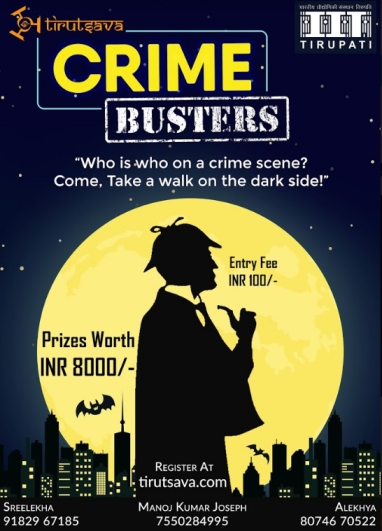 tirutsava
भारतीय प्रौद्योगिकी संस्थान तिरुपति
TIRUPATI
CRIME
BUSTERS
“Who is who on a crime scene?
Come, Take a walk on the dark side!”
Entry Fee
INR 100/-
Prizes Worth
INR 8000/-
REGISTER AT
tirutsava.com
SREELEKHA
91829 67185
MANOJ KUMAR JOSEPH
7550284995
ALEKHYA
80746 70522